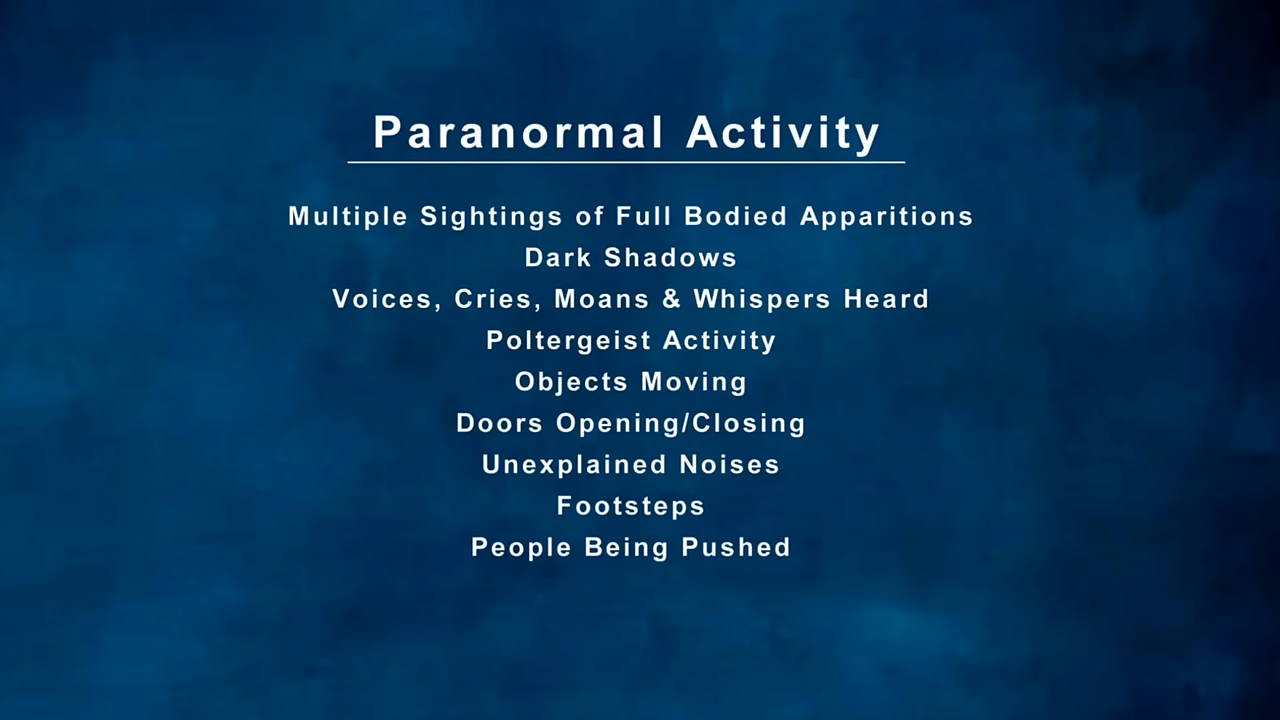 Paranormal Activity
Multiple Sightings of Full Bodied Apparitions
Dark Shadows
Voices, Cries, Moans & Whispers Heard
Poltergeist Activity
Objects Moving
Doors Opening/Closing
Unexplained Noises
Footsteps
People Being Pushed